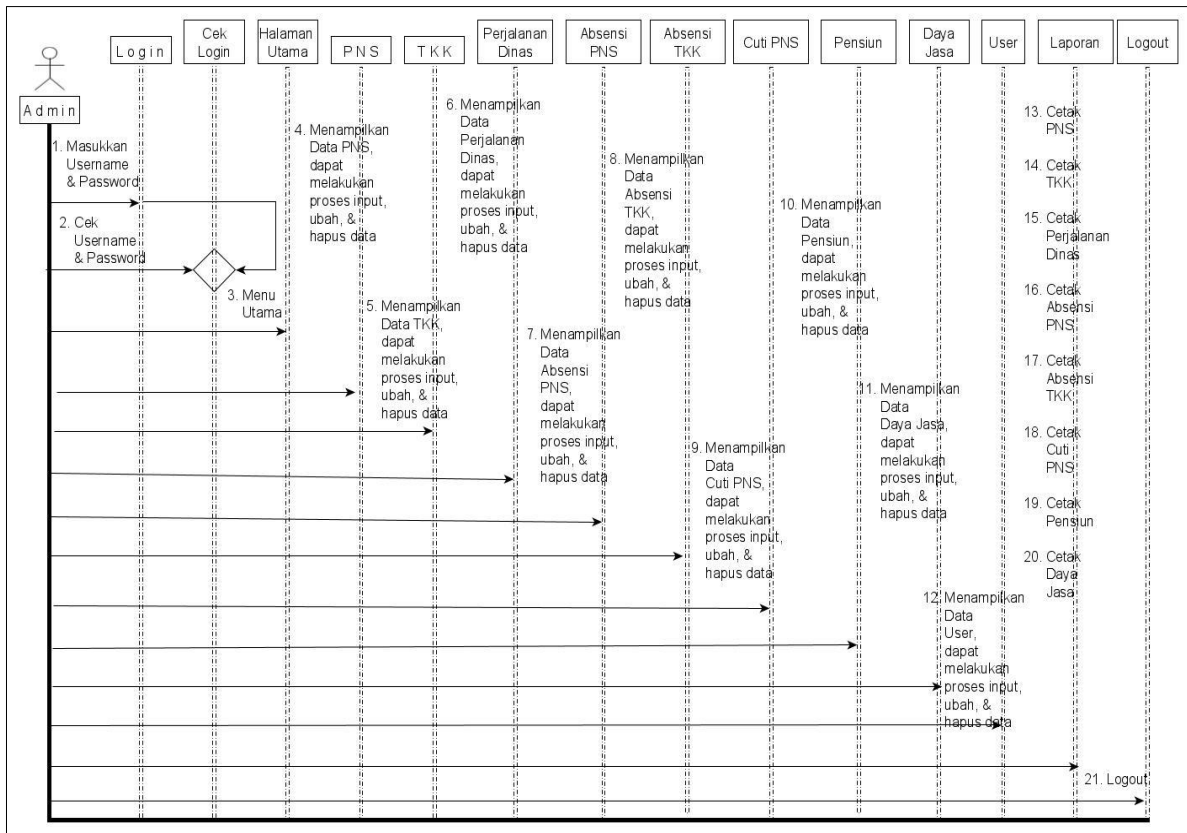 Admin
Login
Cek
Login
Halaman
Utama
PNS
TKK
Perjalanan
Dinas
Absensi
PNS
Absensi
TKK
Cuti PNS
Pensiun
Daya
Jasa
User
Laporan
Logout
1. Masukkan
Username
& Password
2. Cek
Username
& Password
3. Menu
Utama
4. Menampilkan
Data PNS,
dapat
melakukan
proses input,
ubah, &
hapus data
5. Menampilkan
Data TKK,
dapat
melakukan
proses input,
ubah, &
hapus data
6. Menampilkan
Data
Perjalanan
Dinas,
dapat
melakukan
proses input,
ubah, &
hapus data
7. Menampilkan
Data
Absensi
PNS,
dapat
melakukan
proses input,
ubah, &
hapus data
8. Menampilkan
Data
Absensi
TKK,
dapat
melakukan
proses input,
ubah, &
hapus data
9. Menampilkan
Data
Cuti PNS,
dapat
melakukan
proses input,
ubah, &
hapus data
10. Menampilkan
Data
Pensiun,
dapat
melakukan
proses input,
ubah, &
hapus data
11. Menampilkan
Data
Daya Jasa,
dapat
melakukan
proses input,
ubah, &
hapus data
12. Menampilkan
Data
User,
dapat
melakukan
proses input,
ubah, &
hapus data
13. Cetak
PNS
14. Cetak
TKK
15. Cetak
Perjalanan
Dinas
16. Cetak
Absensi
PNS
17. Cetak
Absensi
TKK
18. Cetak
Cuti
PNS
19. Cetak
Pensiun
20. Cetak
Daya
Jasa
21. Logout